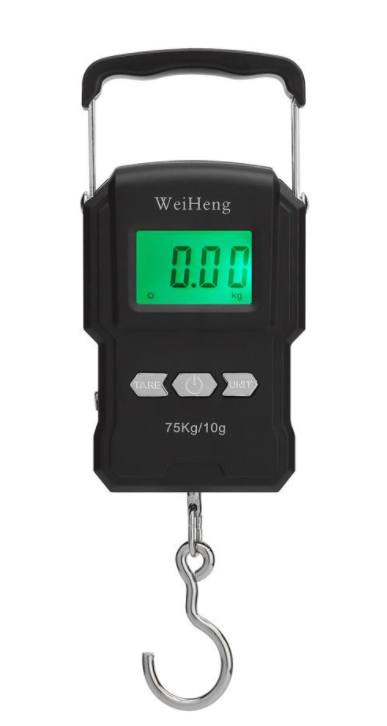 WeiHeng
0.00
kg
TARE UNIT
75Kg/10g